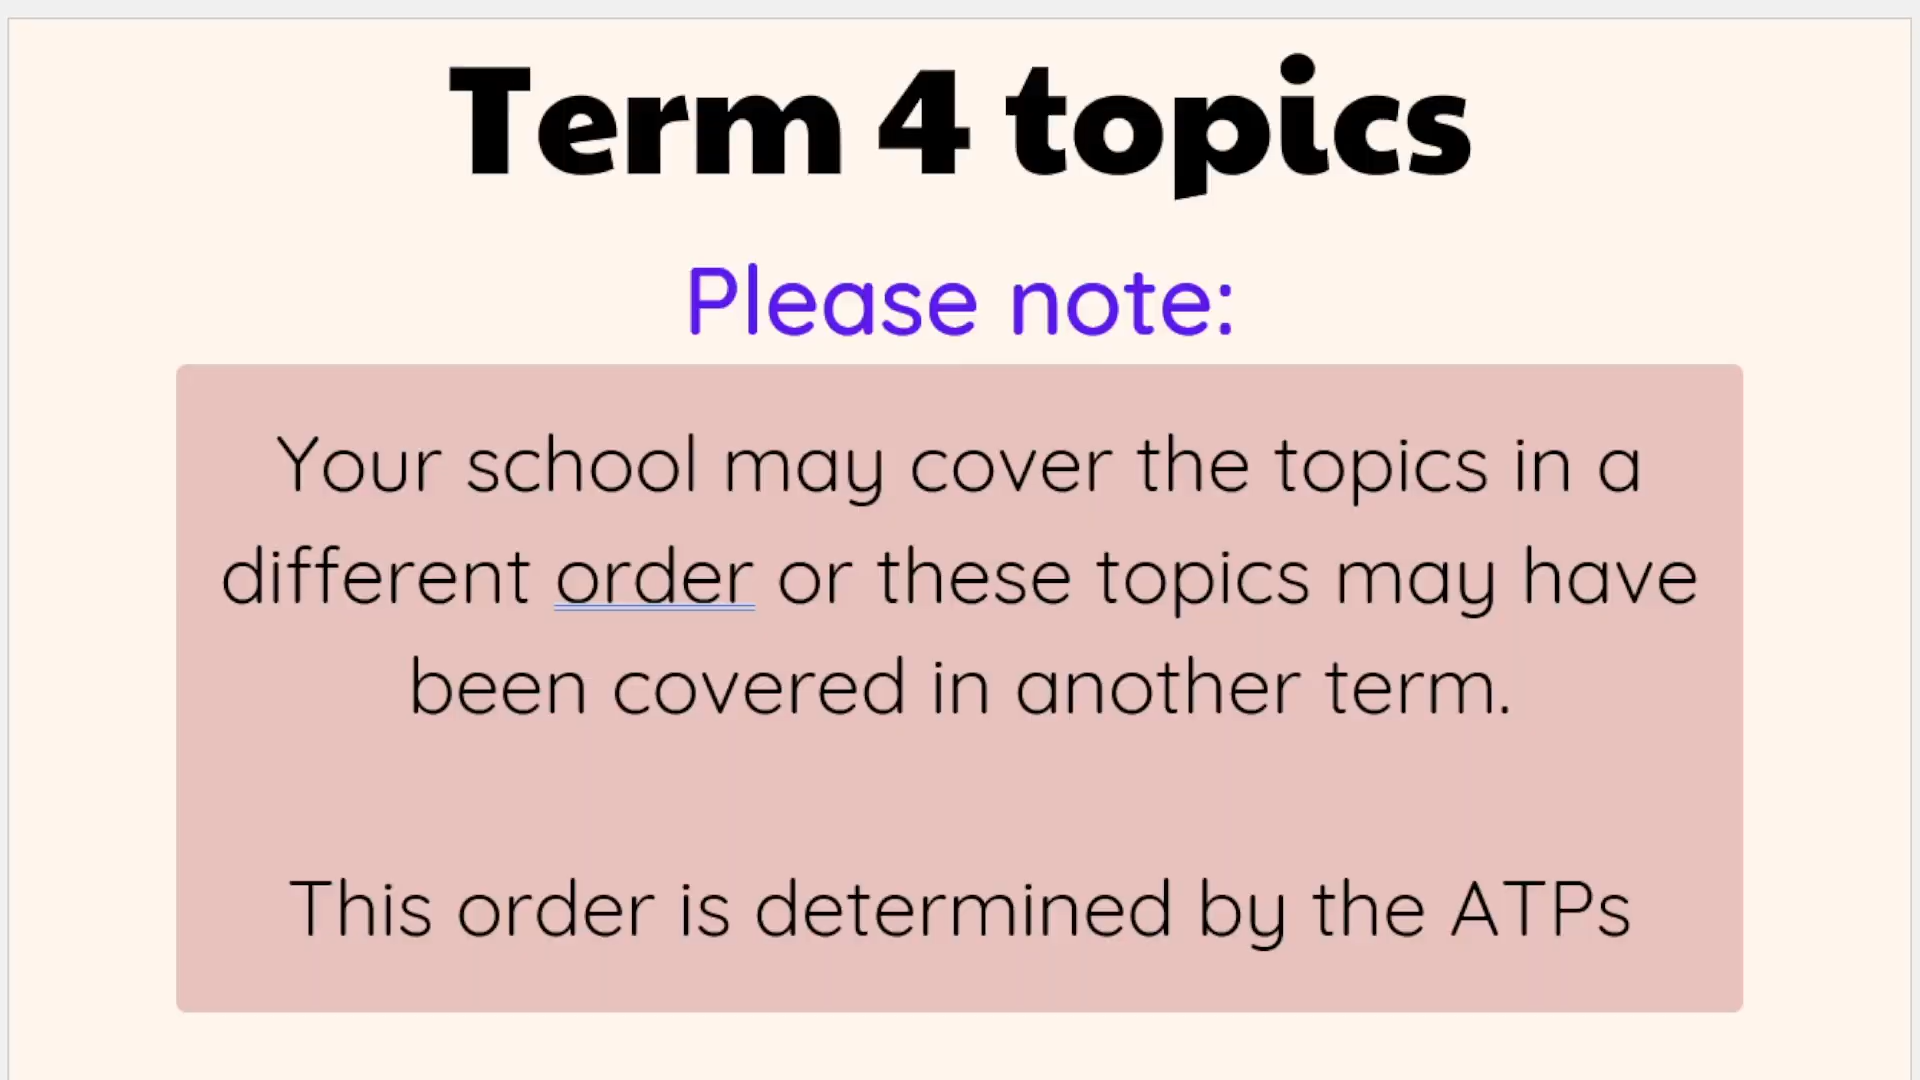 Term 4 topics
Please note:
Your school may cover the topics in a
different order or these topics may have
been covered in another term.
This order is determined by the ATPs